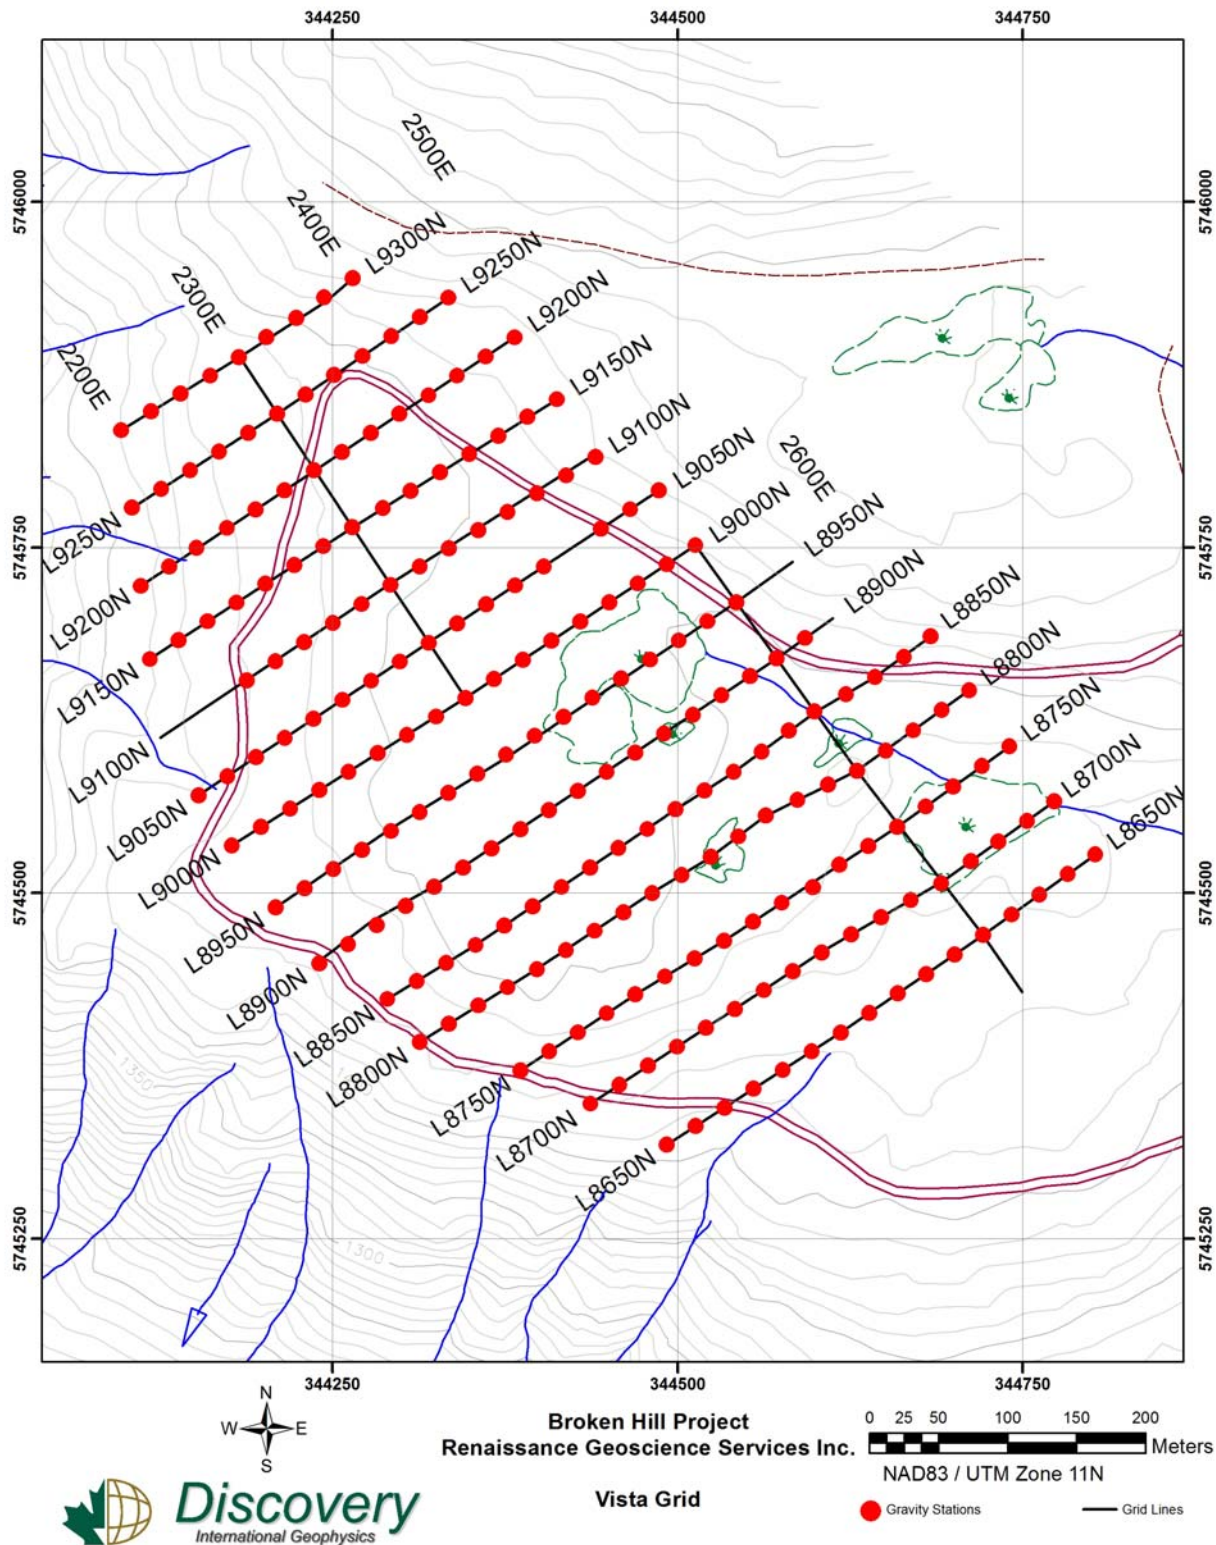 344250 344500 344750
5746000 5746000
5745750 5745750
5745500 5745500
5745250 5745250
2500E
2400E
2300E
2200E
2600E
L9300N
L9250N
L9200N
L9150N
L9100N
L9050N
L9000N
L8950N
L8900N
L8850N
L8800N
L8750N
L8700N
L8650N
L9250N
L9200N
L9150N
L9100N
L9050N
L9000N
L8950N
L8900N
L8850N
L8800N
L8750N
L8700N
L8650N
1350
1300
344250 344500 344750
N
W E
S
Broken Hill Project
Renaissance Geoscience Services Inc.
Vista Grid
0 25 50 100 150 200
Meters
NAD83 / UTM Zone 11N
Gravity Stations Grid Lines
Discovery
International Geophysics